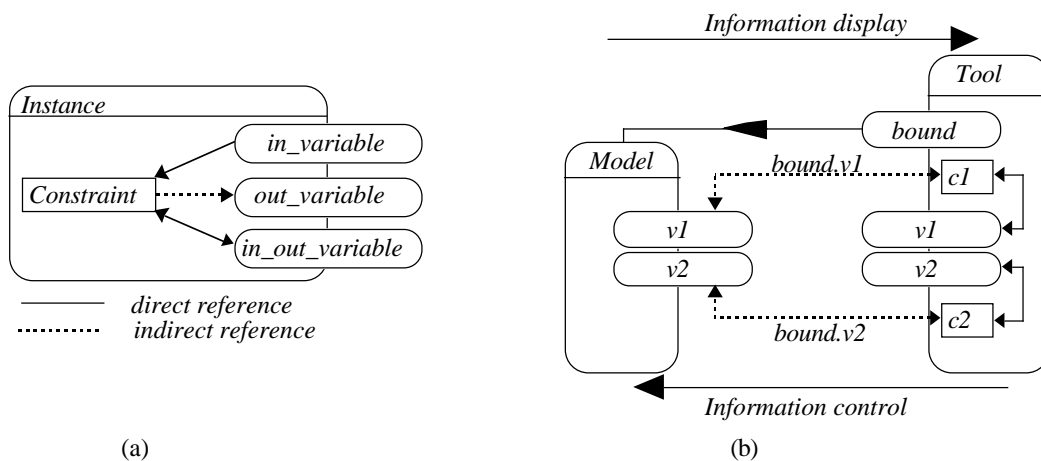 Instance
in_variable
Constraint
out_variable
in_out_variable
direct reference
indirect reference
(a)
Information display
Tool
bound
Model
bound.v1
c1
v1
v1
v2
v2
c2
bound.v2
Information control
(b)